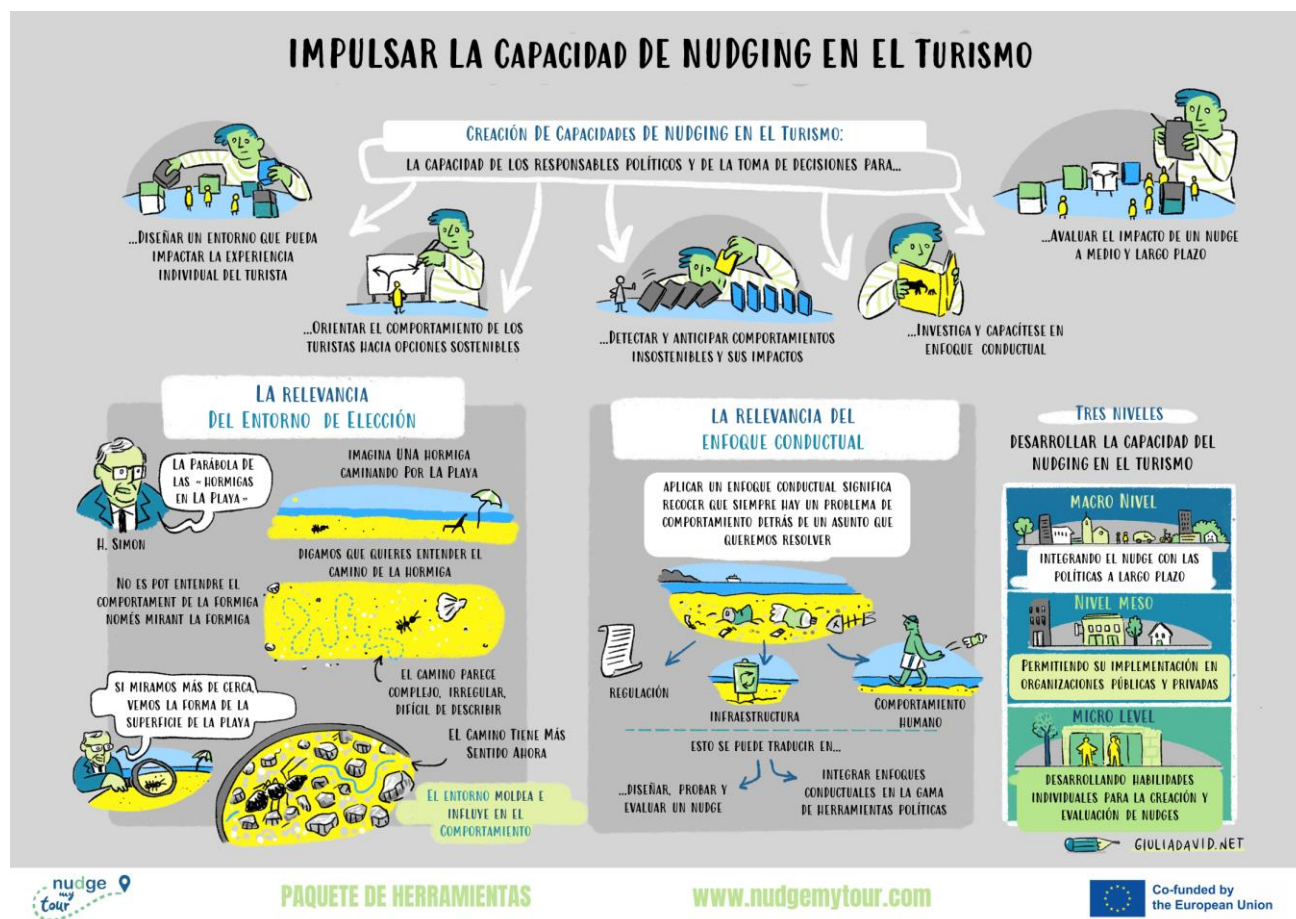 IMPULSAR LA CAPACIDAD DE NUDGING EN EL TURISMO
CREACIÓN DE CAPACIDADES DE NUDGING EN EL TURISMO:
LA CAPACIDAD DE LOS RESPONSABLES POLÍTICOS Y DE LA TOMA DE DECISIONES PARA...
...DISEÑAR UN ENTORNO QUE PUEDA
IMPACTAR LA EXPERIENCIA
INDIVIDUAL DEL TURISTA
...ORIENTAR EL COMPORTAMIENTO DE LOS
TURISTAS HACIA OPCIONES SOSTENIBLES
...DETECTAR Y ANTICIPAR COMPORTAMIENTOS
INSOSTENIBLES Y SUS IMPACTOS
...INVESTIGA Y CAPACÍTESE EN
ENFOQUE CONDUCTUAL
...AVALUAR EL IMPACTO DE UN NUDGE
A MEDIO Y LARGO PLAZO
LA RELEVANCIA
DEL ENTORNO DE ELECCIÓN
LA PARÁBOLA DE
LAS « HORMIGAS
EN LA PLAYA »
H. SIMON
IMAGINA UNA HORMIGA
CAMINANDO POR LA PLAYA
DIGAMOS QUE QUIERES ENTENDER EL
CAMINO DE LA HORMIGA
NO ES POT ENTENDRE EL
COMPORTAMENT DE LA FORMIGA
NOMÉS MIRANT LA FORMIGA
EL CAMINO PARECE
COMPLEJO, IRREGULAR,
DIFÍCIL DE DESCRIBIR
SI MIRAMOS MÁS DE CERCA,
VEMOS LA FORMA DE LA
SUPERFICIE DE LA PLAYA
EL CAMINO TIENE MÁS
SENTIDO AHORA
EL ENTORNO MOLDEA E
INFLUYE EN EL
COMPORTAMIENTO
LA RELEVANCIA DEL
ENFOQUE CONDUCTUAL
APLICAR UN ENFOQUE CONDUCTUAL SIGNIFICA
RECOCER QUE SIEMPRE HAY UN PROBLEMA DE
COMPORTAMIENTO DETRÁS DE UN ASUNTO QUE
QUEREMOS RESOLVER
REGULACIÓN
INFRAESTRUCTURA
COMPORTAMIENTO
HUMANO
ESTO SE PUEDE TRADUCIR EN...
...DISEÑAR, PROBAR Y
EVALUAR UN NUDGE
INTEGRAR ENFOQUES
CONDUCTUALES EN LA GAMA
DE HERRAMIENTAS POLÍTICAS
TRES NIVELES
DESARROLLAR LA CAPACIDAD DEL
NUDGING EN EL TURISMO
MACRO NIVEL
INTEGRANDO EL NUDGE CON LAS
POLÍTICAS A LARGO PLAZO
NIVEL MESO
PERMITIENDO SU IMPLEMENTACIÓN EN
ORGANIZACIONES PÚBLICAS Y PRIVADAS
MICRO LEVEL
DESARROLLANDO HABILIDADES
INDIVIDUALES PARA LA CREACIÓN Y
EVALUACIÓN DE NUDGES
GIULIADAVID.NET
nudge
my
tour
PAQUETE DE HERRAMIENTAS
www.nudgemytour.com
Co-funded by
the European Union